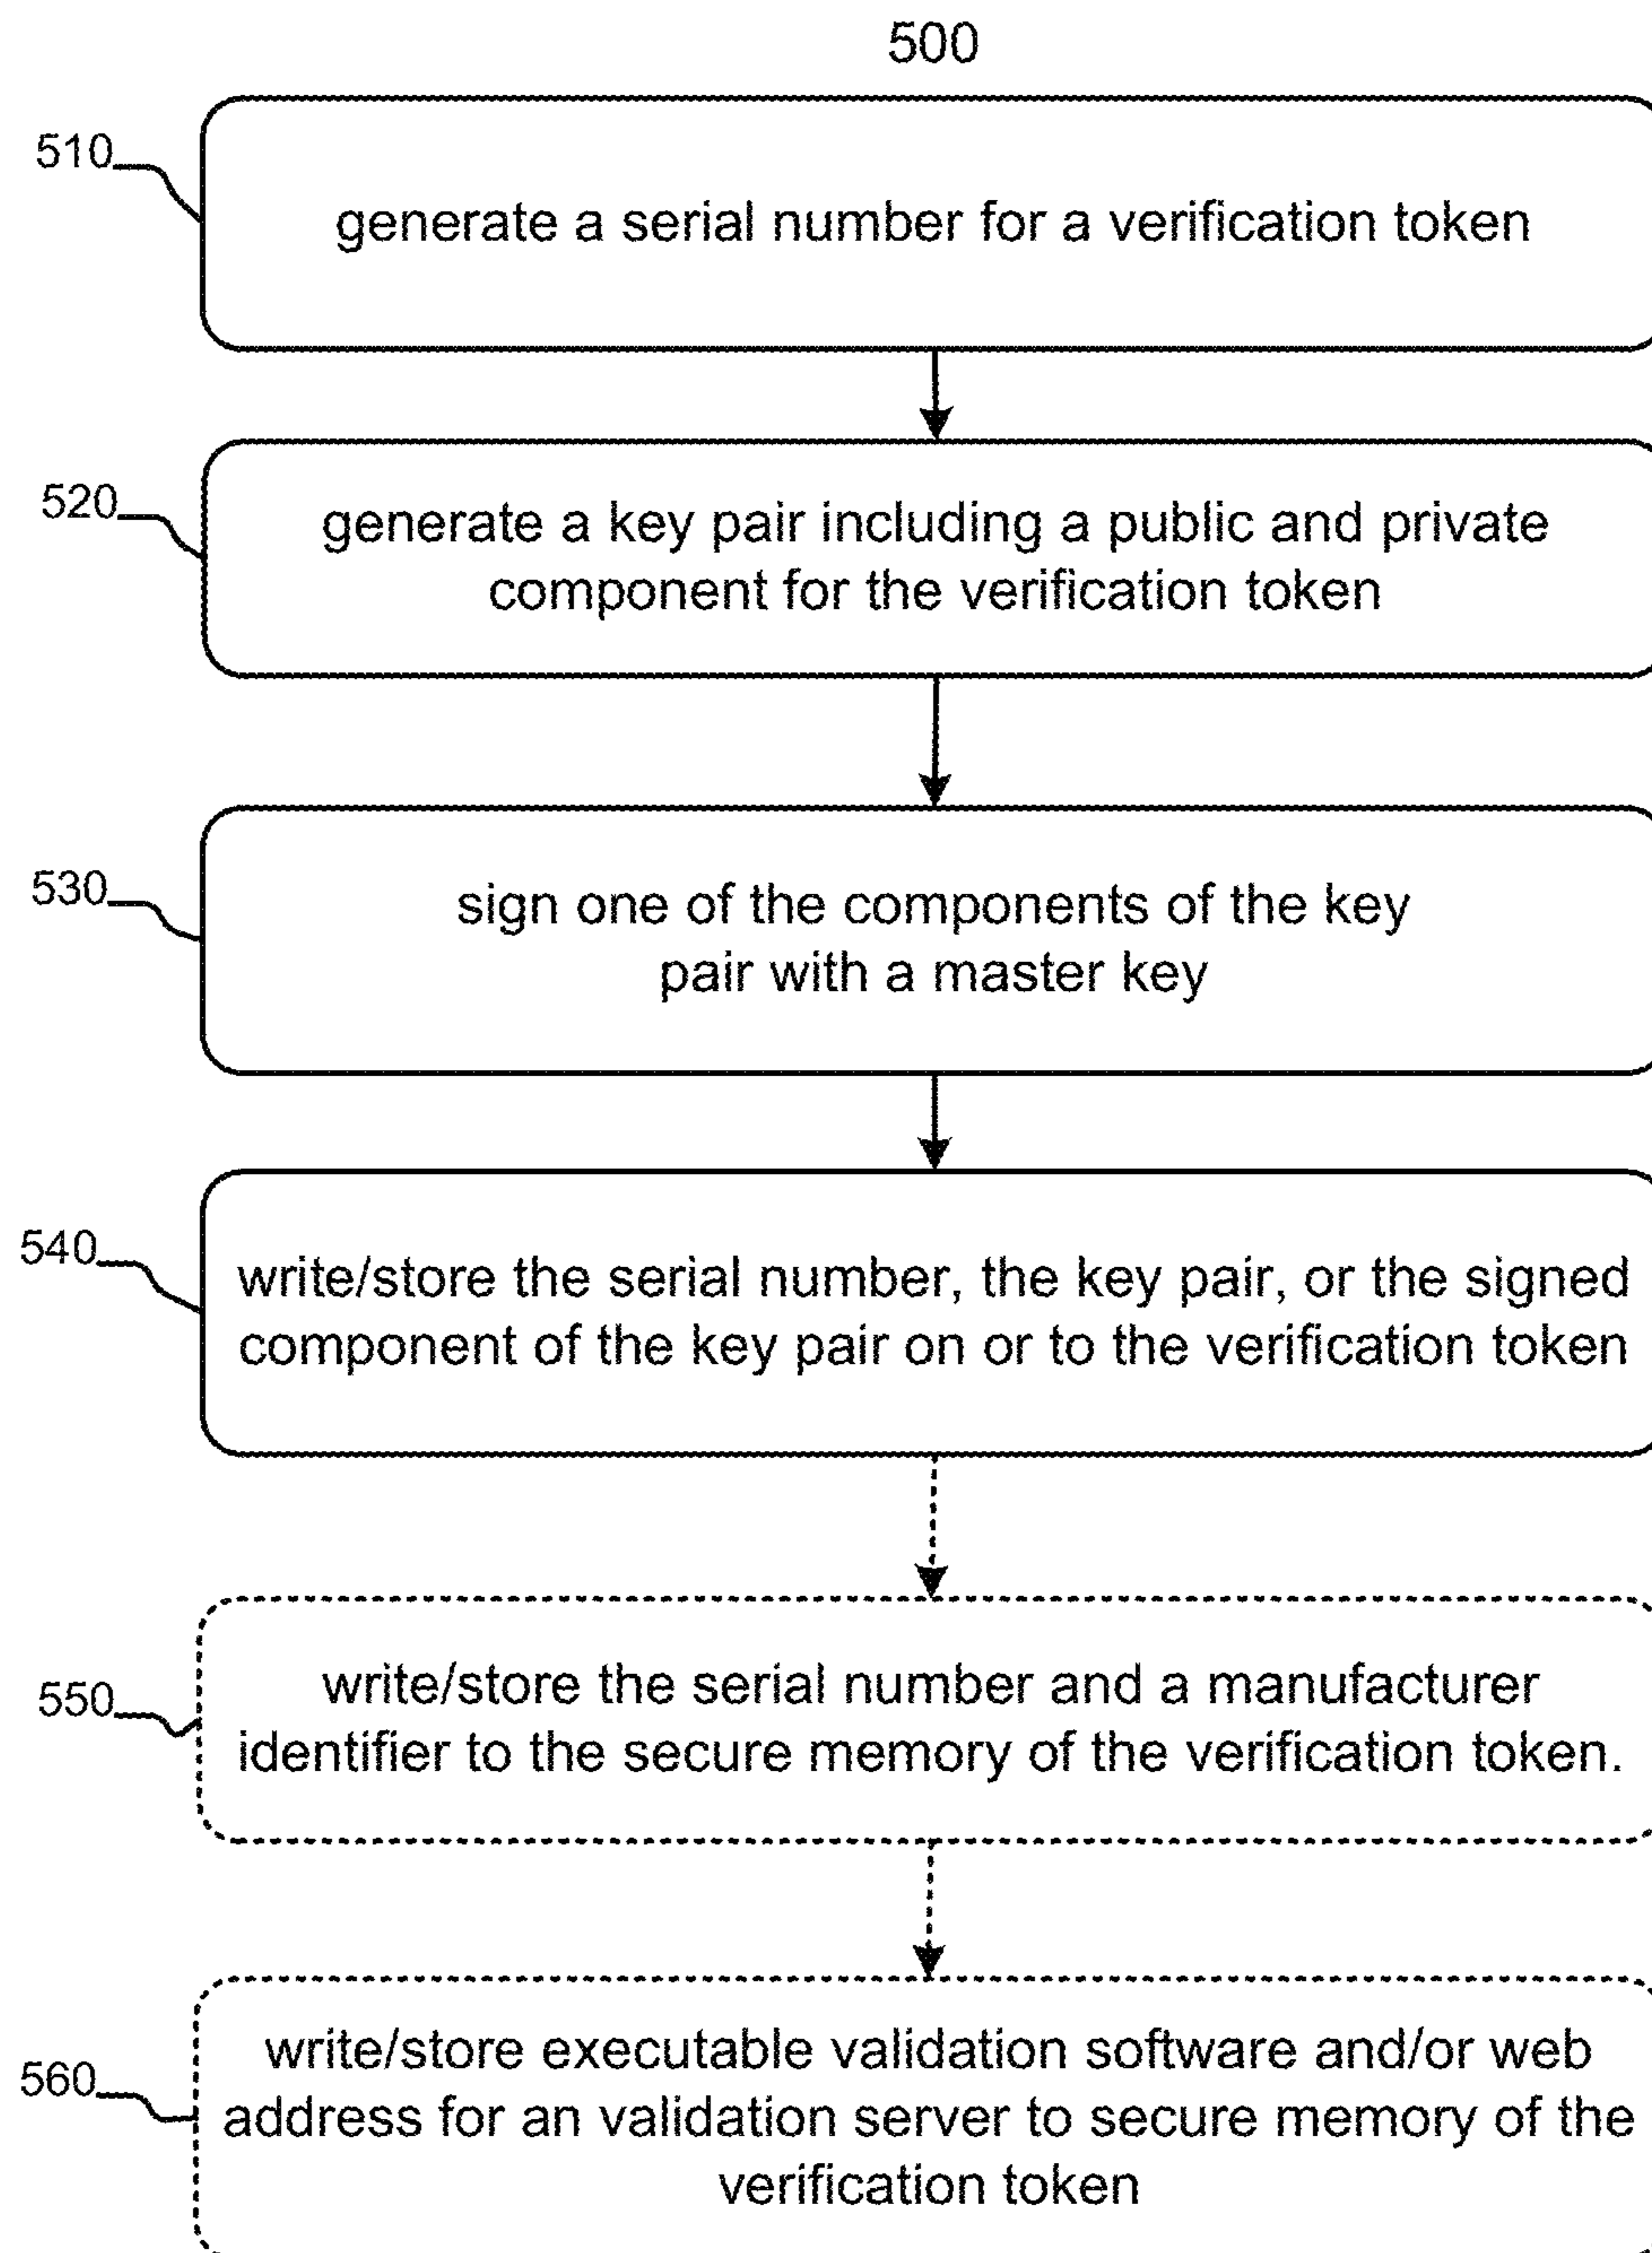 500
510
generate a serial number for a verification token
520
generate a key pair including a public and private
component for the verification token
530
sign one of the components of the key
pair with a master key
540
write/store the serial number, the key pair, or the signed
component of the key pair on or to the verification token
550
write/store the serial number and a manufacturer
identifier to the secure memory of the verification token.
560
write/store executable validation software and/or web
address for an validation server to secure memory of the
verification token